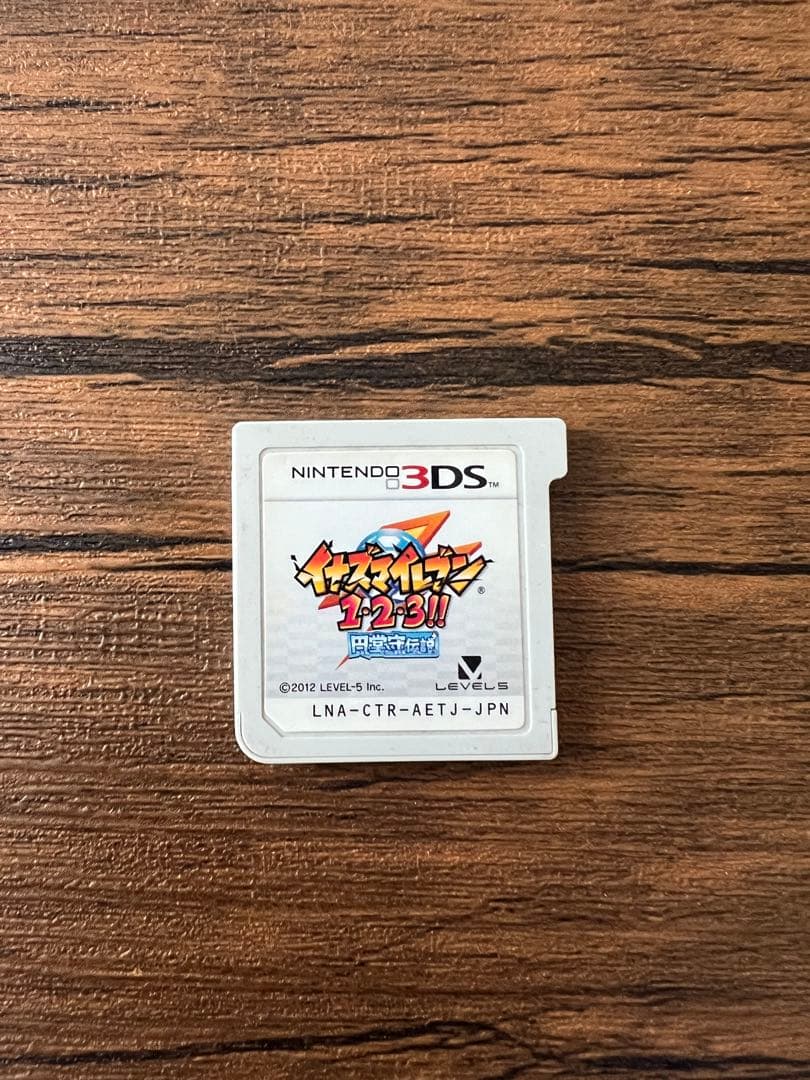 NINTENDO 3DS™
イナズマイレブン®
1・2・3!!
円堂守伝説
©2012 LEVEL-5 Inc.
LEVEL5
LNA-CTR-AETJ-JPN